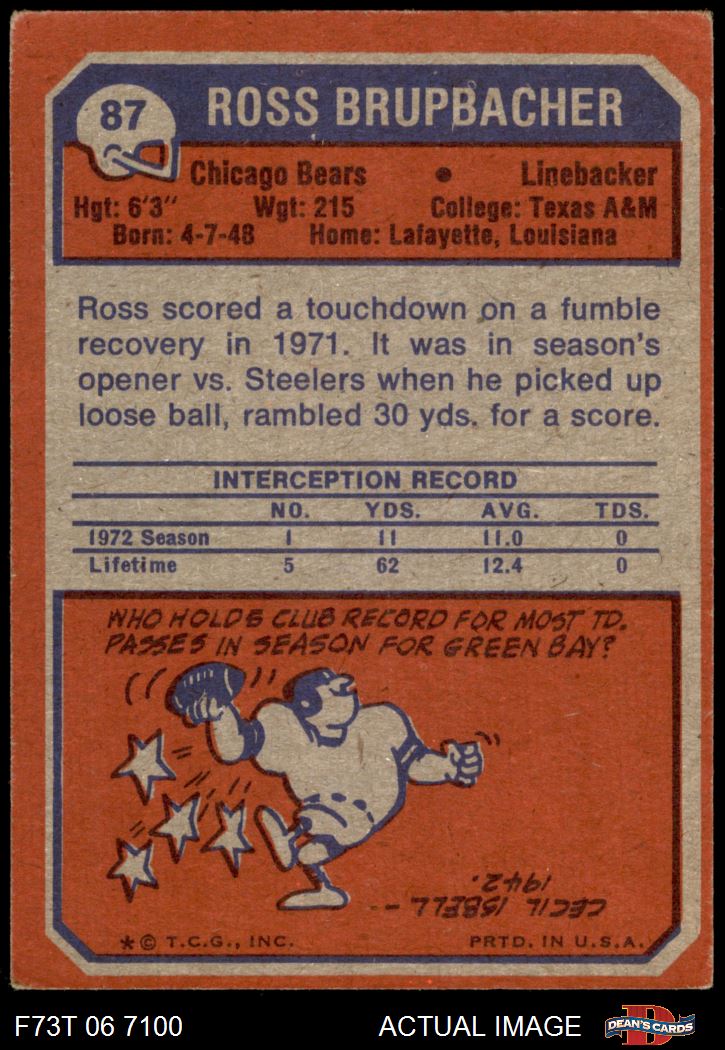 87
ROSS BRUPBACHER
Chicago Bears • Linebacker
Hgt: 6'3" Wgt: 215 College: Texas A&M
Born: 4-7-48 Home: Lafayette, Louisiana
Ross scored a touchdown on a fumble
recovery in 1971. It was in season's
opener vs. Steelers when he picked up
loose ball, rambled 30 yds. for a score.
INTERCEPTION RECORD
NO. YDS. AVG. TDS.
1972 Season 1 11 11.0 0
Lifetime 5 62 12.4 0
WHO HOLDS CLUB RECORD FOR MOST TD.
PASSES IN SEASON FOR GREEN BAY?
CECIL ISBELL --
1942.
*© T.C.G., INC. PRTD. IN U.S.A.
F73T 06 7100 ACTUAL IMAGE
D
DEAN'S CARDS